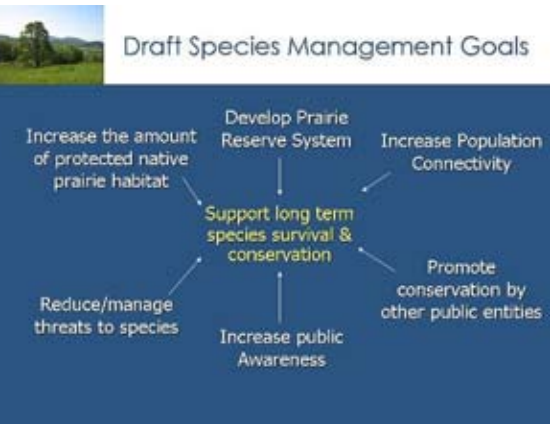 Draft Species Management Goals
Develop Prairie
Reserve System
Increase the amount
of protected native
prairie habitat
Increase Population
Connectivity
Support long term
species survival &
conservation
Reduce/manage
threats to species
Increase public
Awareness
Promote
conservation by
other public entities